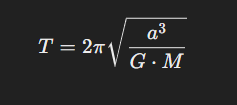 T = 2π√(a³/(G · M))